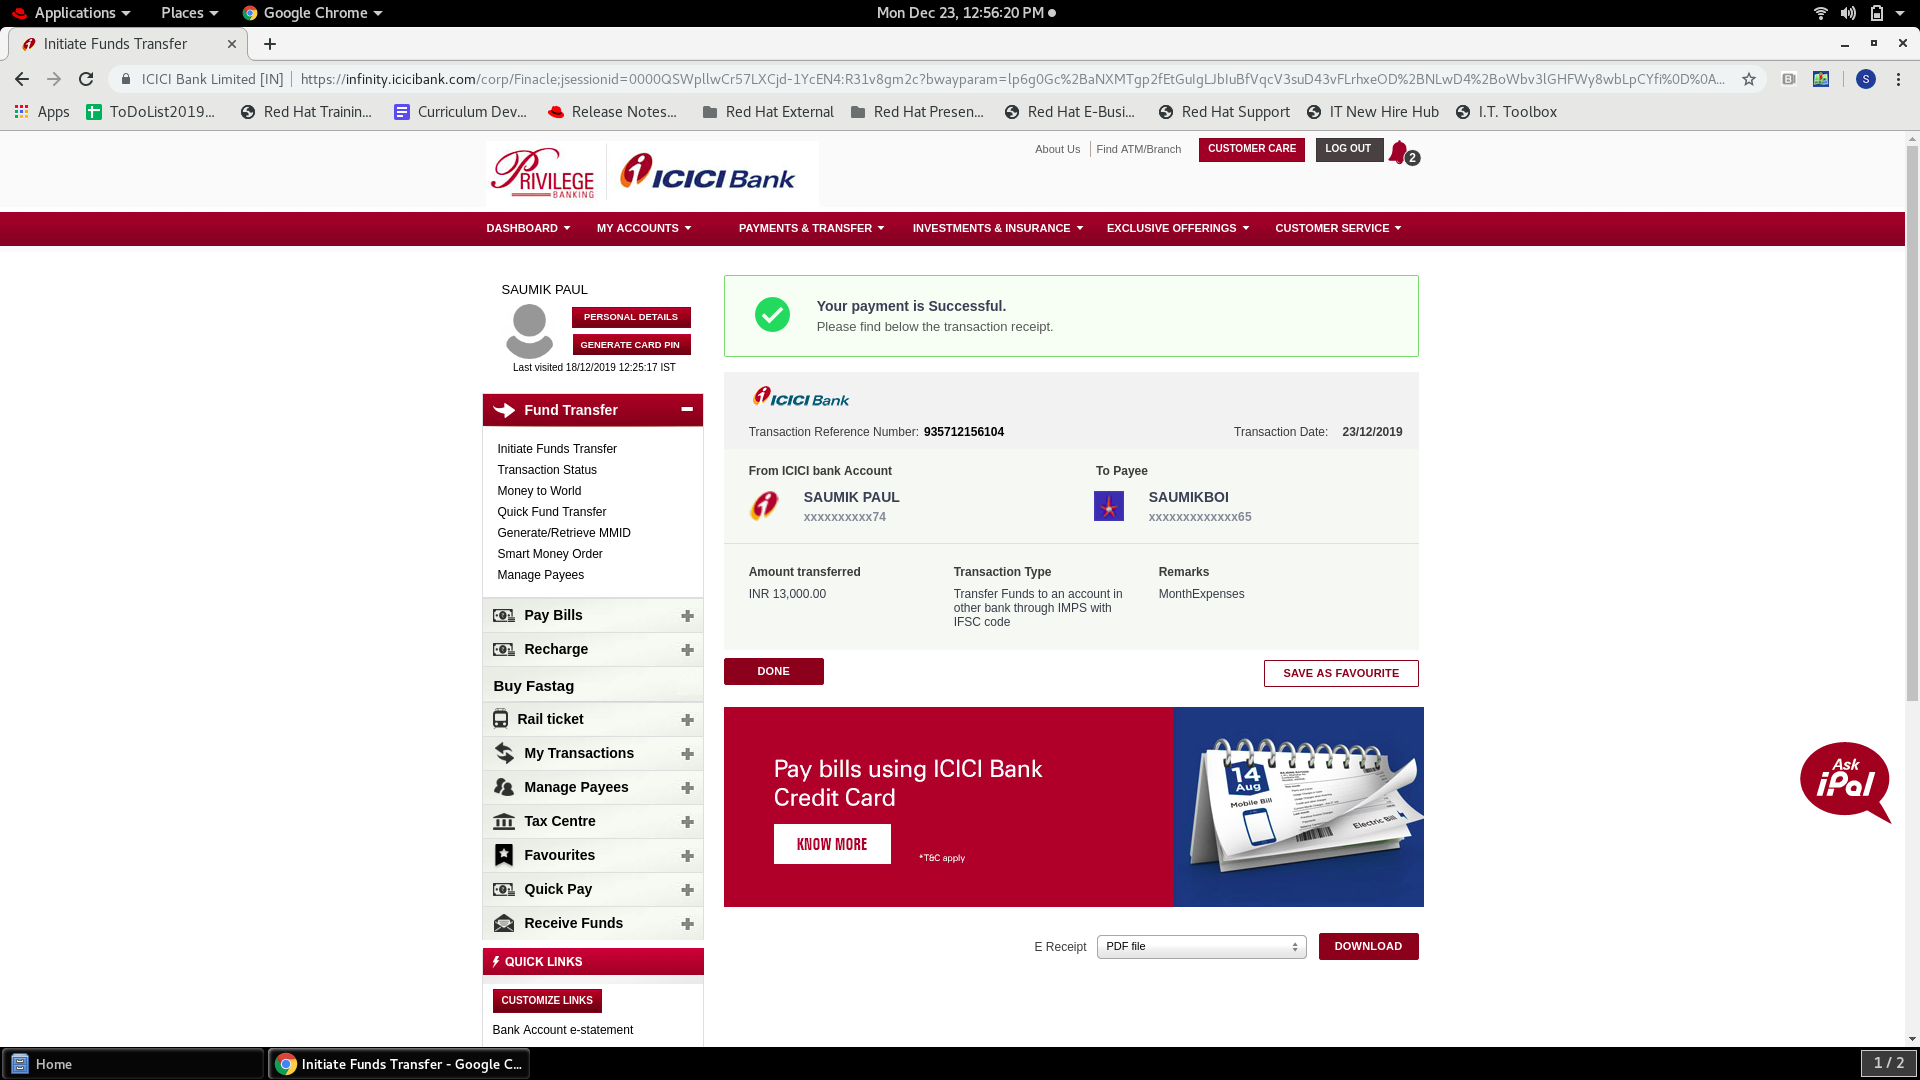 Applications Places Google Chrome Mon Dec 23, 12:56:20 PM
Initiate Funds Transfer
ICICI Bank Limited [IN] https://infinity.icicibank.com/corp/Finacle;jsessionid=0000QSWpllwCr57LXCjd-1YcEN4:R31v8gm2c?bwayparam=lp6g0Gc%2BaNXMTgp2fEtGuIgLJbIuBfVqcV3suD43vFLrhxeOD%2BNLwD4%2BoWbv3lGHFWy8wbLpCYfi%0D%0A... S
Apps ToDoList2019... Red Hat Trainin... Curriculum Dev... Release Notes... Red Hat External Red Hat Presen... Red Hat E-Busi... Red Hat Support IT New Hire Hub I.T. Toolbox
PRIVILEGE BANKING
ICICI Bank
About Us Find ATM/Branch CUSTOMER CARE LOG OUT 2
DASHBOARD MY ACCOUNTS PAYMENTS & TRANSFER INVESTMENTS & INSURANCE EXCLUSIVE OFFERINGS CUSTOMER SERVICE
SAUMIK PAUL
PERSONAL DETAILS
GENERATE CARD PIN
Last visited 18/12/2019 12:25:17 IST
Fund Transfer
Initiate Funds Transfer
Transaction Status
Money to World
Quick Fund Transfer
Generate/Retrieve MMID
Smart Money Order
Manage Payees
Pay Bills
Recharge
Buy Fastag
Rail ticket
My Transactions
Manage Payees
Tax Centre
Favourites
Quick Pay
Receive Funds
QUICK LINKS
CUSTOMIZE LINKS
Bank Account e-statement
Your payment is Successful.
Please find below the transaction receipt.
ICICI Bank
Transaction Reference Number: 935712156104 Transaction Date: 23/12/2019
From ICICI bank Account To Payee
SAUMIK PAUL SAUMIKBOI
xxxxxxxxxx74 xxxxxxxxxxxxx65
Amount transferred Transaction Type Remarks
INR 13,000.00 Transfer Funds to an account in MonthExpenses
other bank through IMPS with
IFSC code
DONE SAVE AS FAVOURITE
Pay bills using ICICI Bank
Credit Card
KNOW MORE
*T&C apply
14
Aug
Mobile Bill
Electric Bill
Ask
iPal
E Receipt PDF file DOWNLOAD
Home Initiate Funds Transfer - Google C... 1 / 2